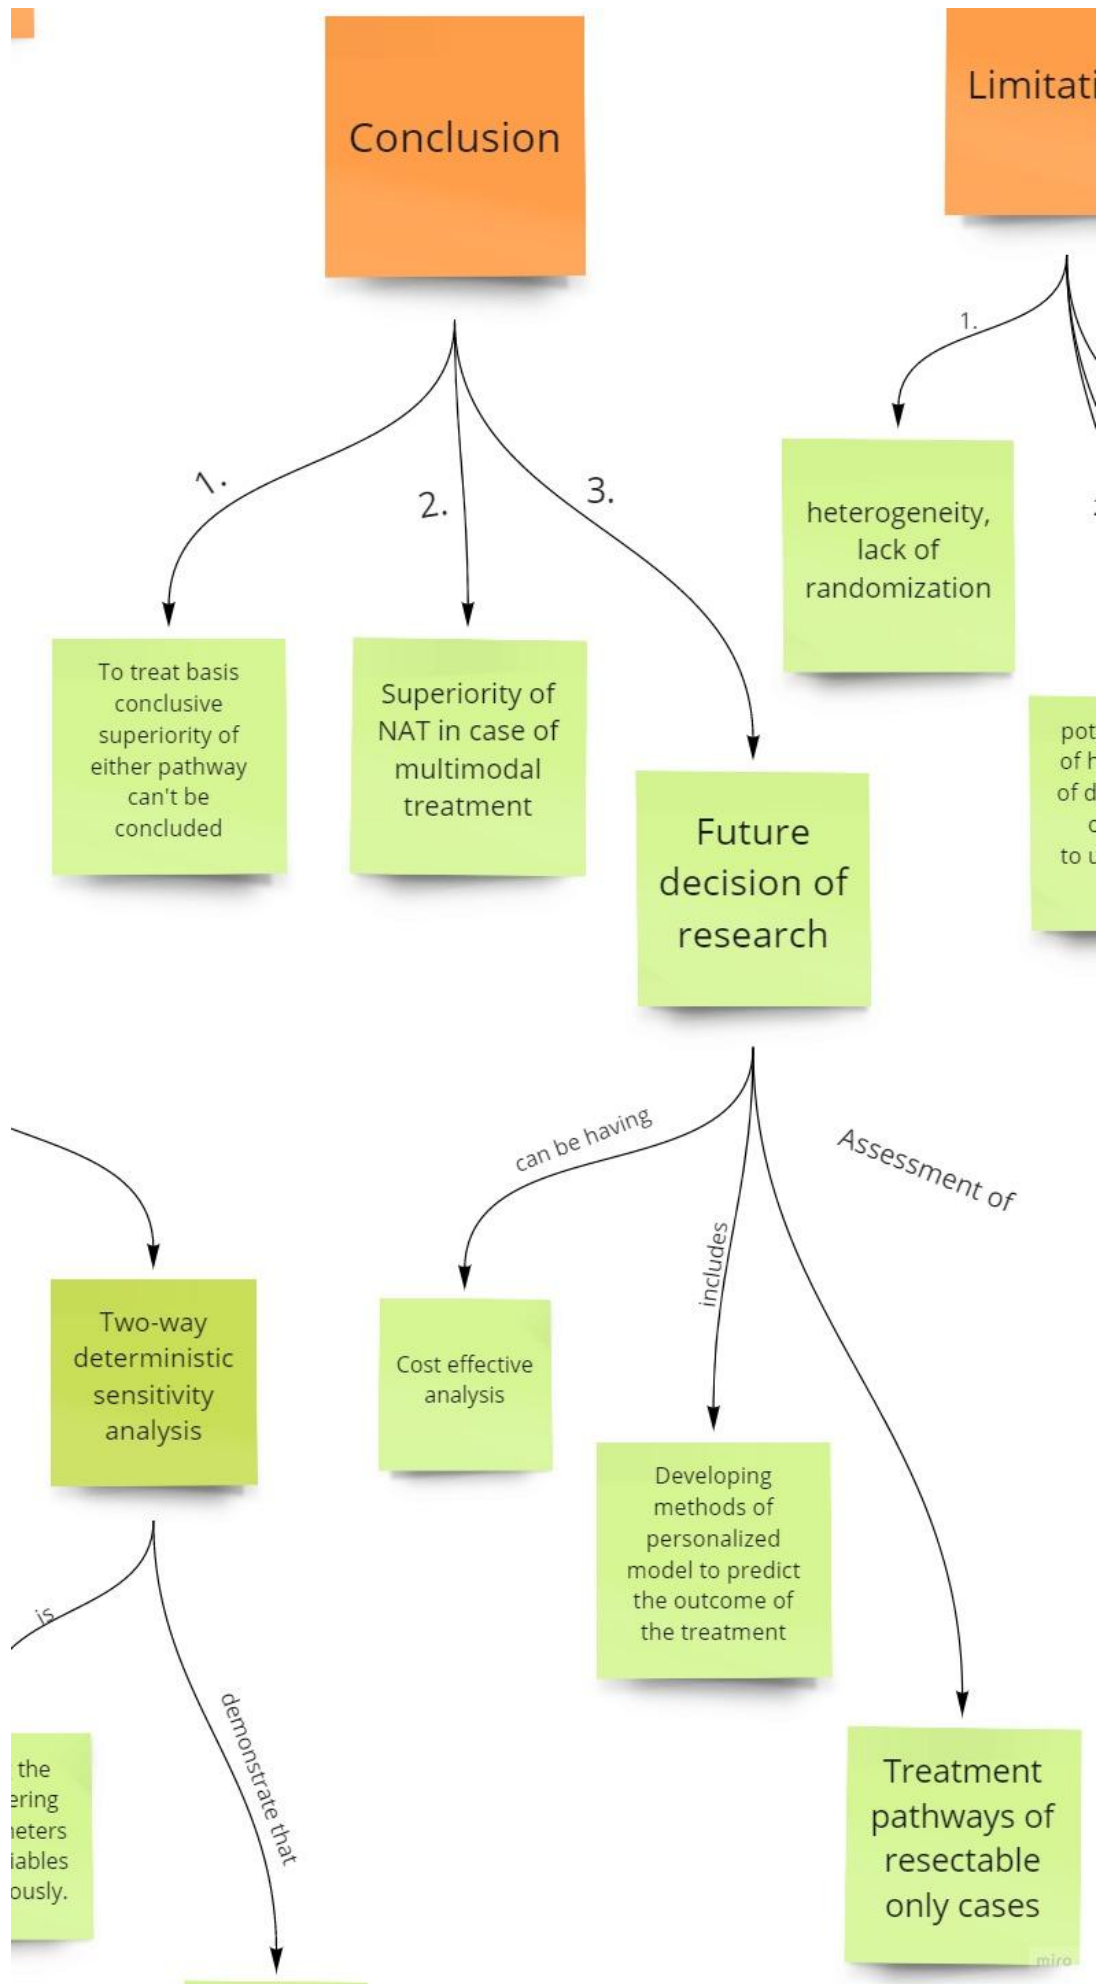 Conclusion
1.
2.
3.
To treat basis
conclusive
superiority of
either pathway
can't be
concluded
Superiority of
NAT in case of
multimodal
treatment
Future
decision of
research
can be having
includes
Assessment of
Cost effective
analysis
Developing
methods of
personalized
model to predict
the outcome of
the treatment
Treatment
pathways of
resectable
only cases
1.
heterogeneity,
lack of
randomization
of
to
Two-way
deterministic
sensitivity
analysis
is
demonstrate that
the
miro